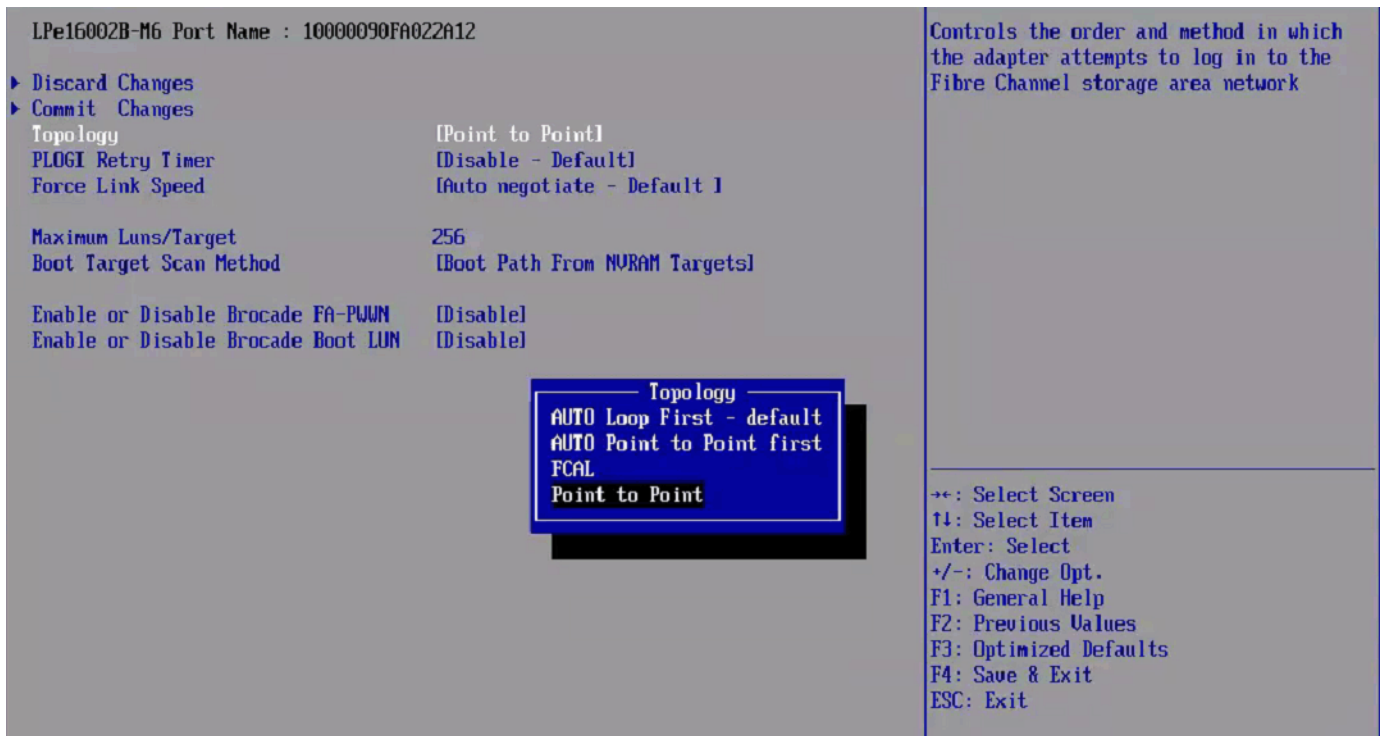 LPe16002B-M6 Port Name : 10000090FA022A12
Discard Changes
Commit Changes
Topology [Point to Point]
PLOGI Retry Timer [Disable - Default]
Force Link Speed [Auto negotiate - Default ]
Maximum Luns/Target 256
Boot Target Scan Method [Boot Path From NVRAM Targets]
Enable or Disable Brocade FA-PWWN [Disable]
Enable or Disable Brocade Boot LUN [Disable]
Topology
AUTO Loop First - default
AUTO Point to Point first
FCAL
Point to Point
Controls the order and method in which
the adapter attempts to log in to the
Fibre Channel storage area network
→←: Select Screen
↑↓: Select Item
Enter: Select
+/-: Change Opt.
F1: General Help
F2: Previous Values
F3: Optimized Defaults
F4: Save & Exit
ESC: Exit